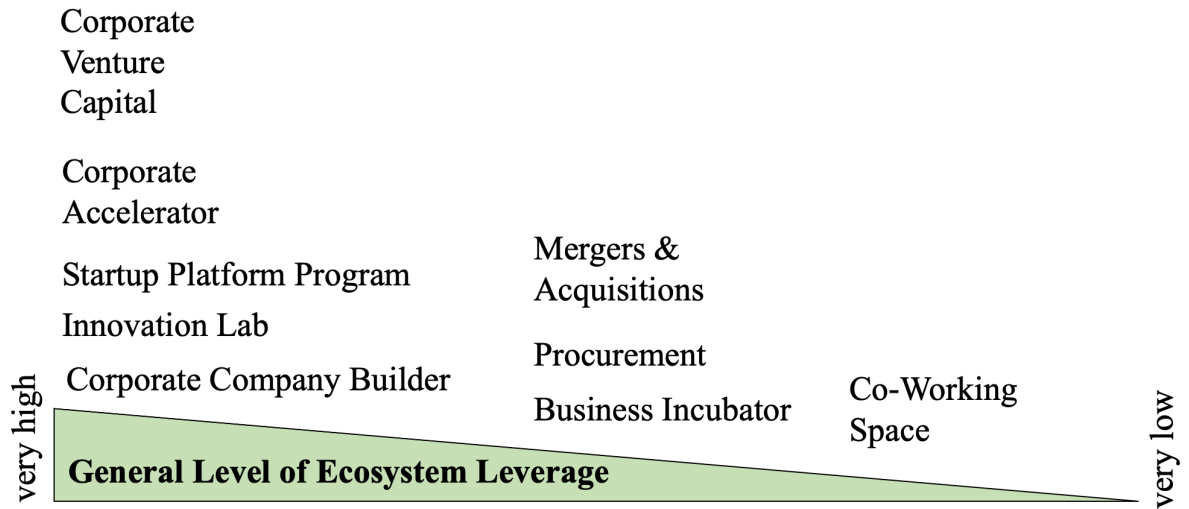 Corporate
Venture
Capital
Corporate
Accelerator
Startup Platform Program
Innovation Lab
Corporate Company Builder
Mergers &
Acquisitions
Procurement
Business Incubator
Co-Working
Space
very high
General Level of Ecosystem Leverage
very low